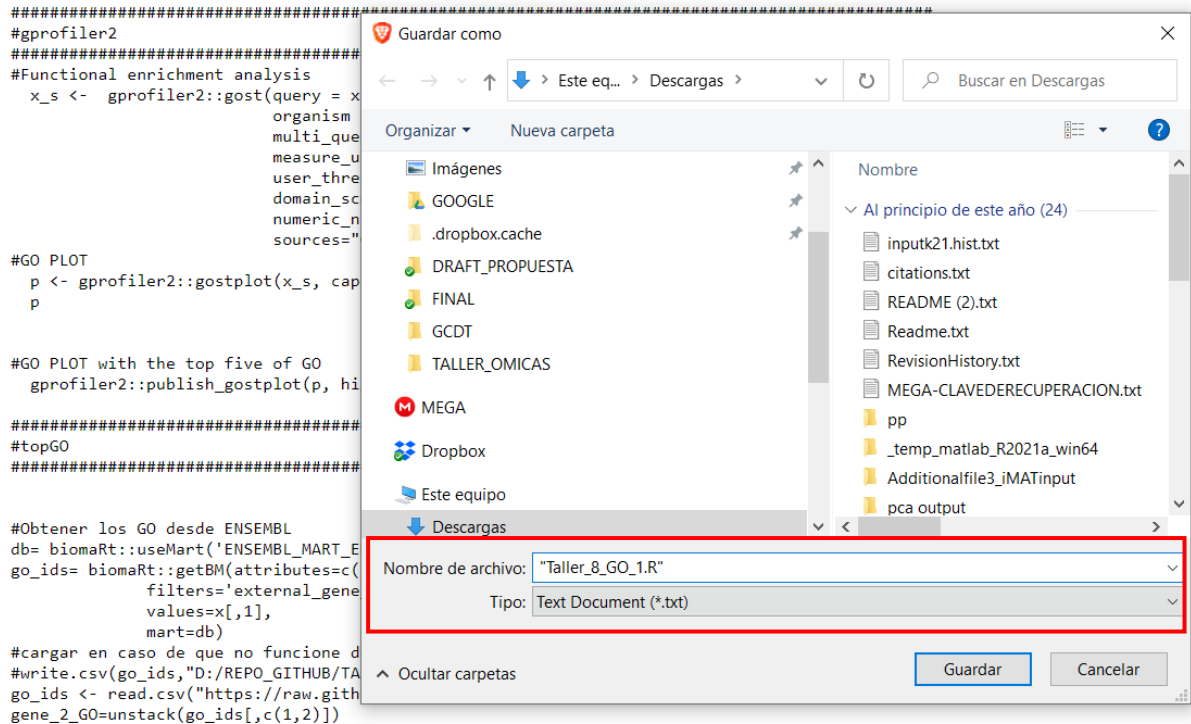 ################################################################################################################
#gprofiler2
###########################################
#Functional enrichment analysis
x_s <- gprofiler2::gost(query = x
organism
multi_que
measure_u
user_thre
domain_sc
numeric_n
sources="
#GO PLOT
p <- gprofiler2::gostplot(x_s, cap
p
#GO PLOT with the top five of GO
gprofiler2::publish_gostplot(p, hi
###########################################
#topGO
###########################################
#Obtener los GO desde ENSEMBL
db= biomaRt::useMart('ENSEMBL_MART_E
go_ids= biomaRt::getBM(attributes=c(
filters='external_gene_
values=x[,1],
mart=db)
#cargar en caso de que no funcione d
#write.csv(go_ids,"D:/REPO_GITHUB/TA
go_ids <- read.csv("https://raw.gith
gene_2_GO=unstack(go_ids[,c(1,2)])
Guardar como
Este eq... > Descargas >
Buscar en Descargas
Organizar
Nueva carpeta
Imágenes
GOOGLE
.dropbox.cache
DRAFT_PROPUESTA
FINAL
GCDT
TALLER_OMICAS
MEGA
Dropbox
Este equipo
Descargas
Nombre
Al principio de este año (24)
inputk21.hist.txt
citations.txt
README (2).txt
Readme.txt
RevisionHistory.txt
MEGA-CLAVEDERECUPERACION.txt
pp
_temp_matlab_R2021a_win64
Additionalfile3_iMATinput
pca output
Nombre de archivo: "Taller_8_GO_1.R"
Tipo: Text Document (*.txt)
Ocultar carpetas
Guardar
Cancelar